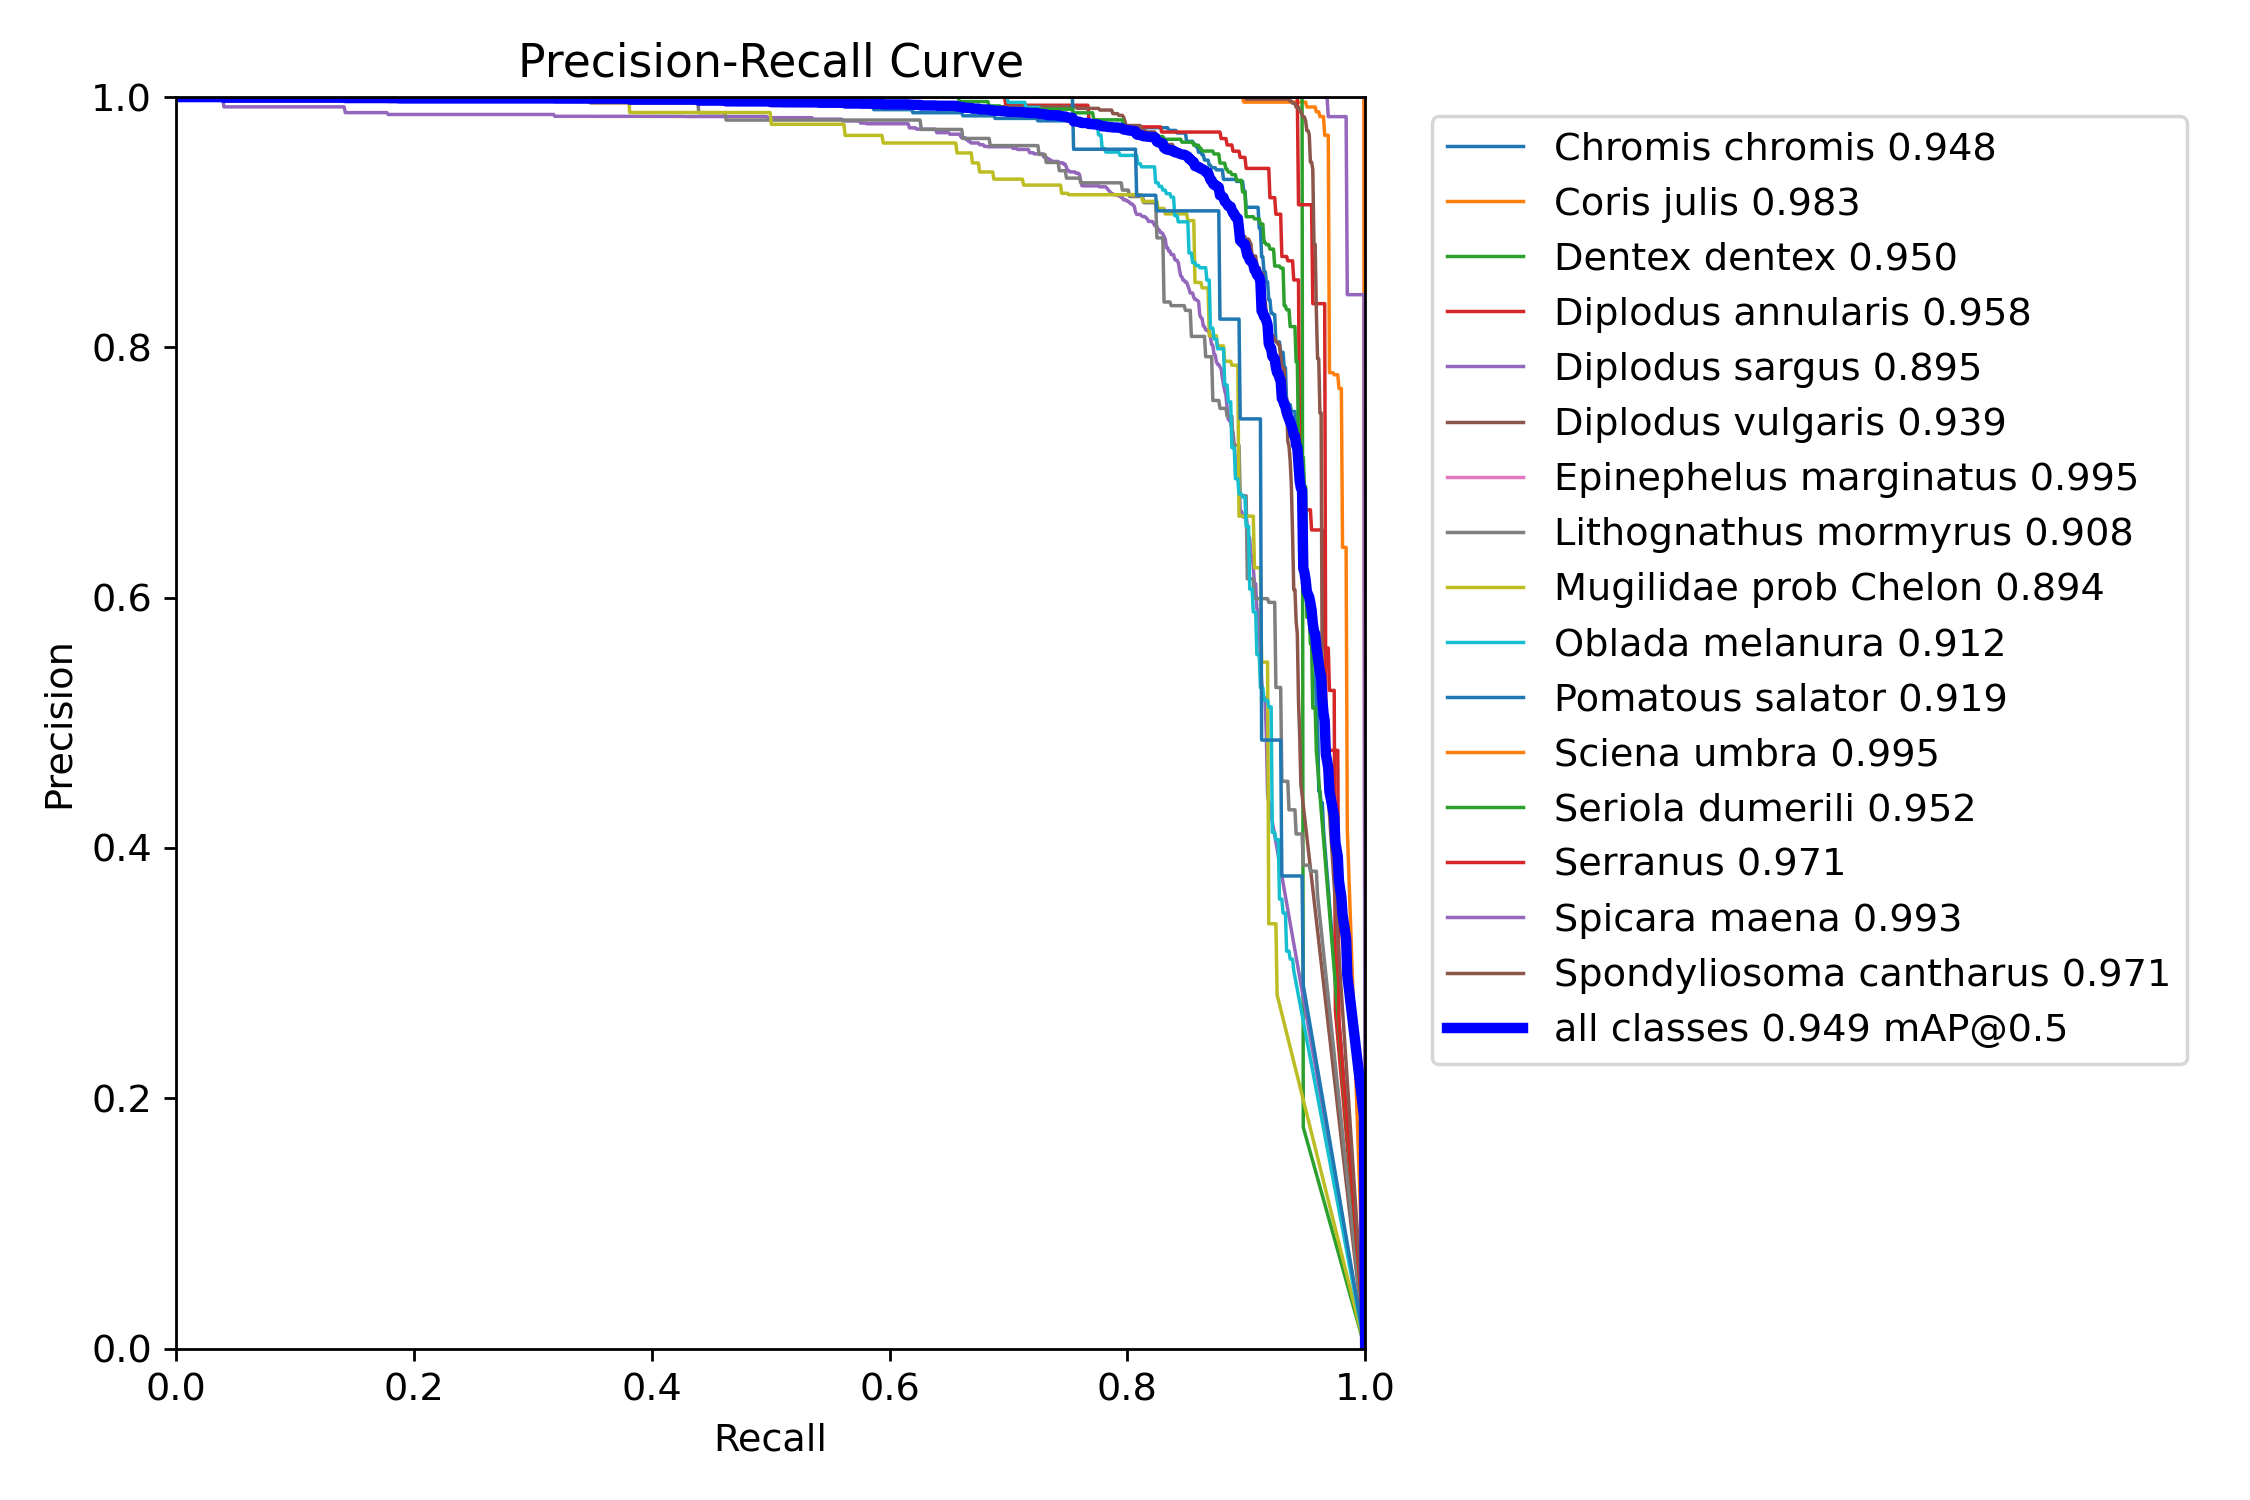 Precision-Recall Curve
1.0
0.8
0.6
0.4
0.2
0.0
Precision
0.0 0.2 0.4 0.6 0.8 1.0
Recall
Chromis chromis 0.948
Coris julis 0.983
Dentex dentex 0.950
Diplodus annularis 0.958
Diplodus sargus 0.895
Diplodus vulgaris 0.939
Epinephelus marginatus 0.995
Lithognathus mormyrus 0.908
Mugilidae prob Chelon 0.894
Oblada melanura 0.912
Pomatous salator 0.919
Sciena umbra 0.995
Seriola dumerili 0.952
Serranus 0.971
Spicara maena 0.993
Spondyliosoma cantharus 0.971
all classes 0.949 mAP@0.5